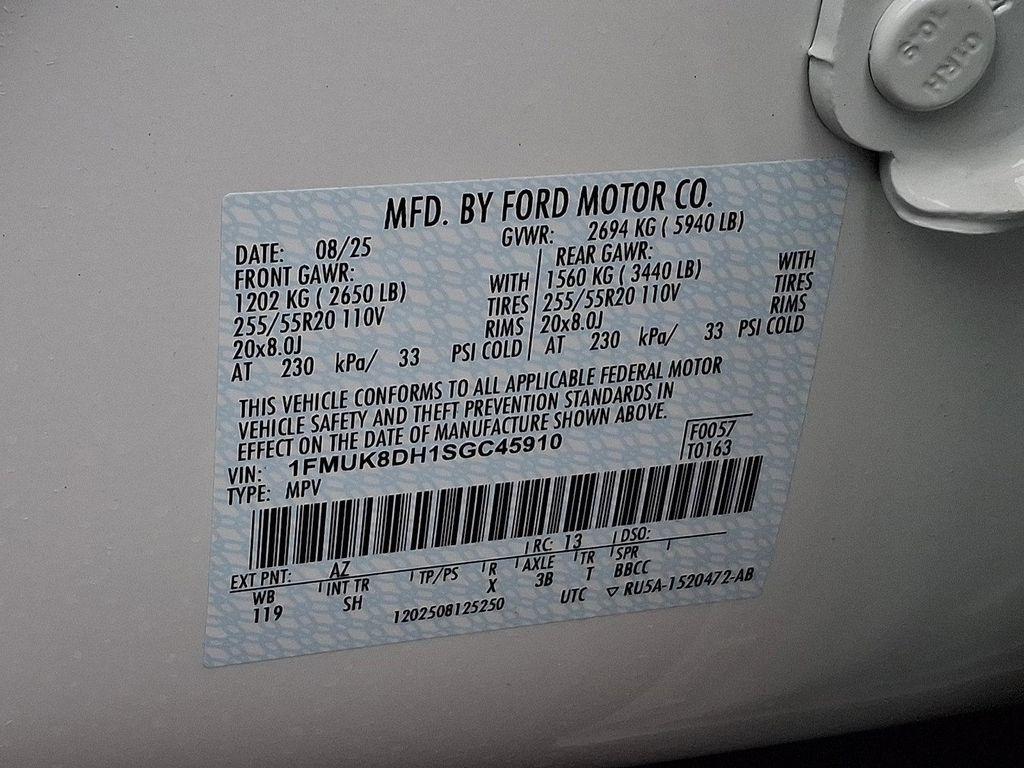 10.9
01RH
MFD. BY FORD MOTOR CO.
DATE: 08/25 GVWR: 2694 KG ( 5940 LB)
FRONT GAWR: REAR GAWR:
1202 KG ( 2650 LB) WITH 1560 KG ( 3440 LB) WITH
255/55R20 110V TIRES 255/55R20 110V TIRES
20x8.0J RIMS 20x8.0J RIMS
AT 230 kPa/ 33 PSI COLD AT 230 kPa/ 33 PSI COLD
THIS VEHICLE CONFORMS TO ALL APPLICABLE FEDERAL MOTOR
VEHICLE SAFETY AND THEFT PREVENTION STANDARDS IN
EFFECT ON THE DATE OF MANUFACTURE SHOWN ABOVE.
VIN: 1FMUK8DH1SGC45910 F0057
TYPE: MPV T0163
EXT PNT: AZ RC: 13 DSO:
WB INT TR TP/PS R AXLE TR SPR
119 SH X 3B T BBCC
1202508125250 UTC ▽ RU5A-1520472-AB